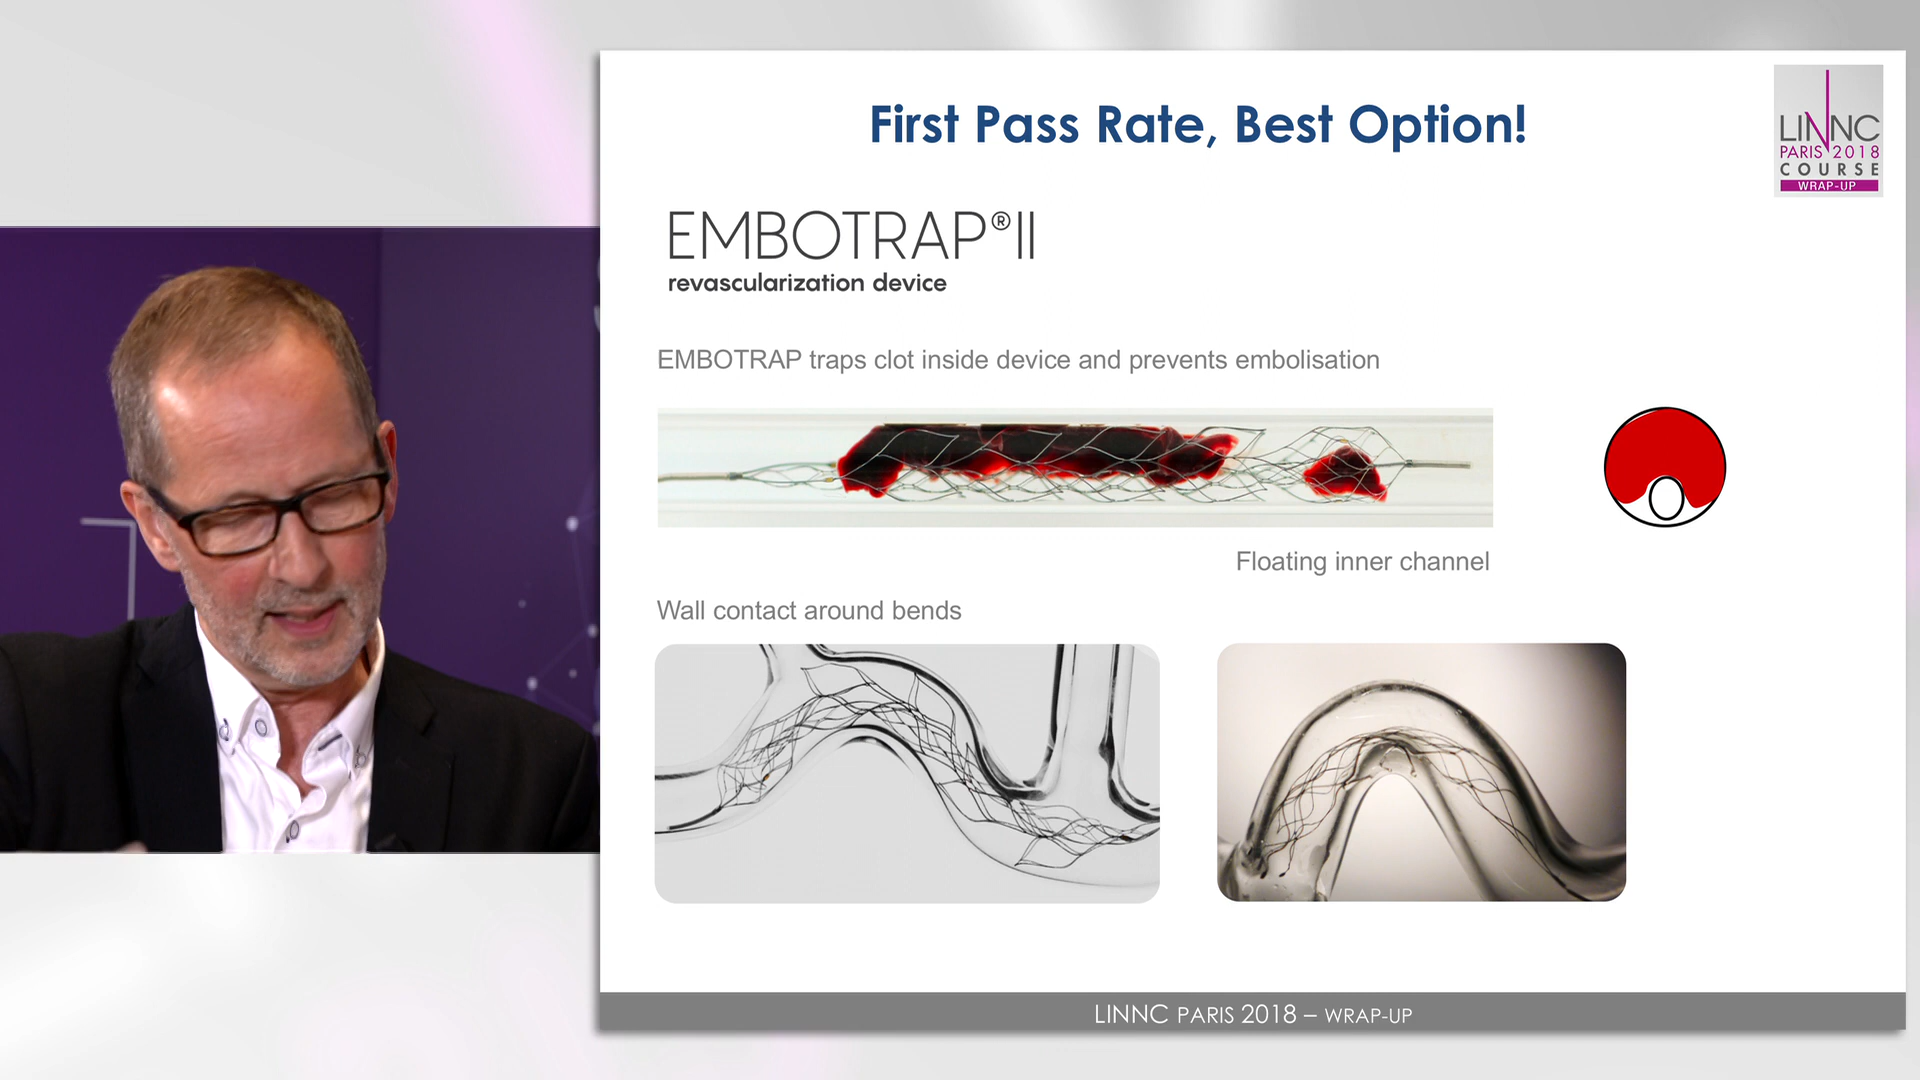 First Pass Rate, Best Option!
LINNC
PARIS 2018
COURSE
WRAP-UP
EMBOTRAP®II
revascularization device
EMBOTRAP traps clot inside device and prevents embolisation
Floating inner channel
Wall contact around bends
LINNC PARIS 2018 – WRAP-UP